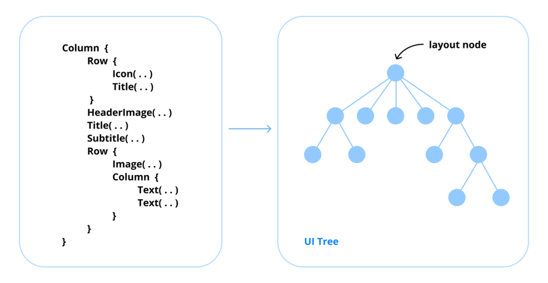 Column {
Row {
Icon(. .)
Title(. .)
}
HeaderImage(. .)
Title(. .)
Subtitle(. .)
Row {
Image(. .)
Column {
Text(. .)
Text(. .)
}
}
}
layout node
UI Tree